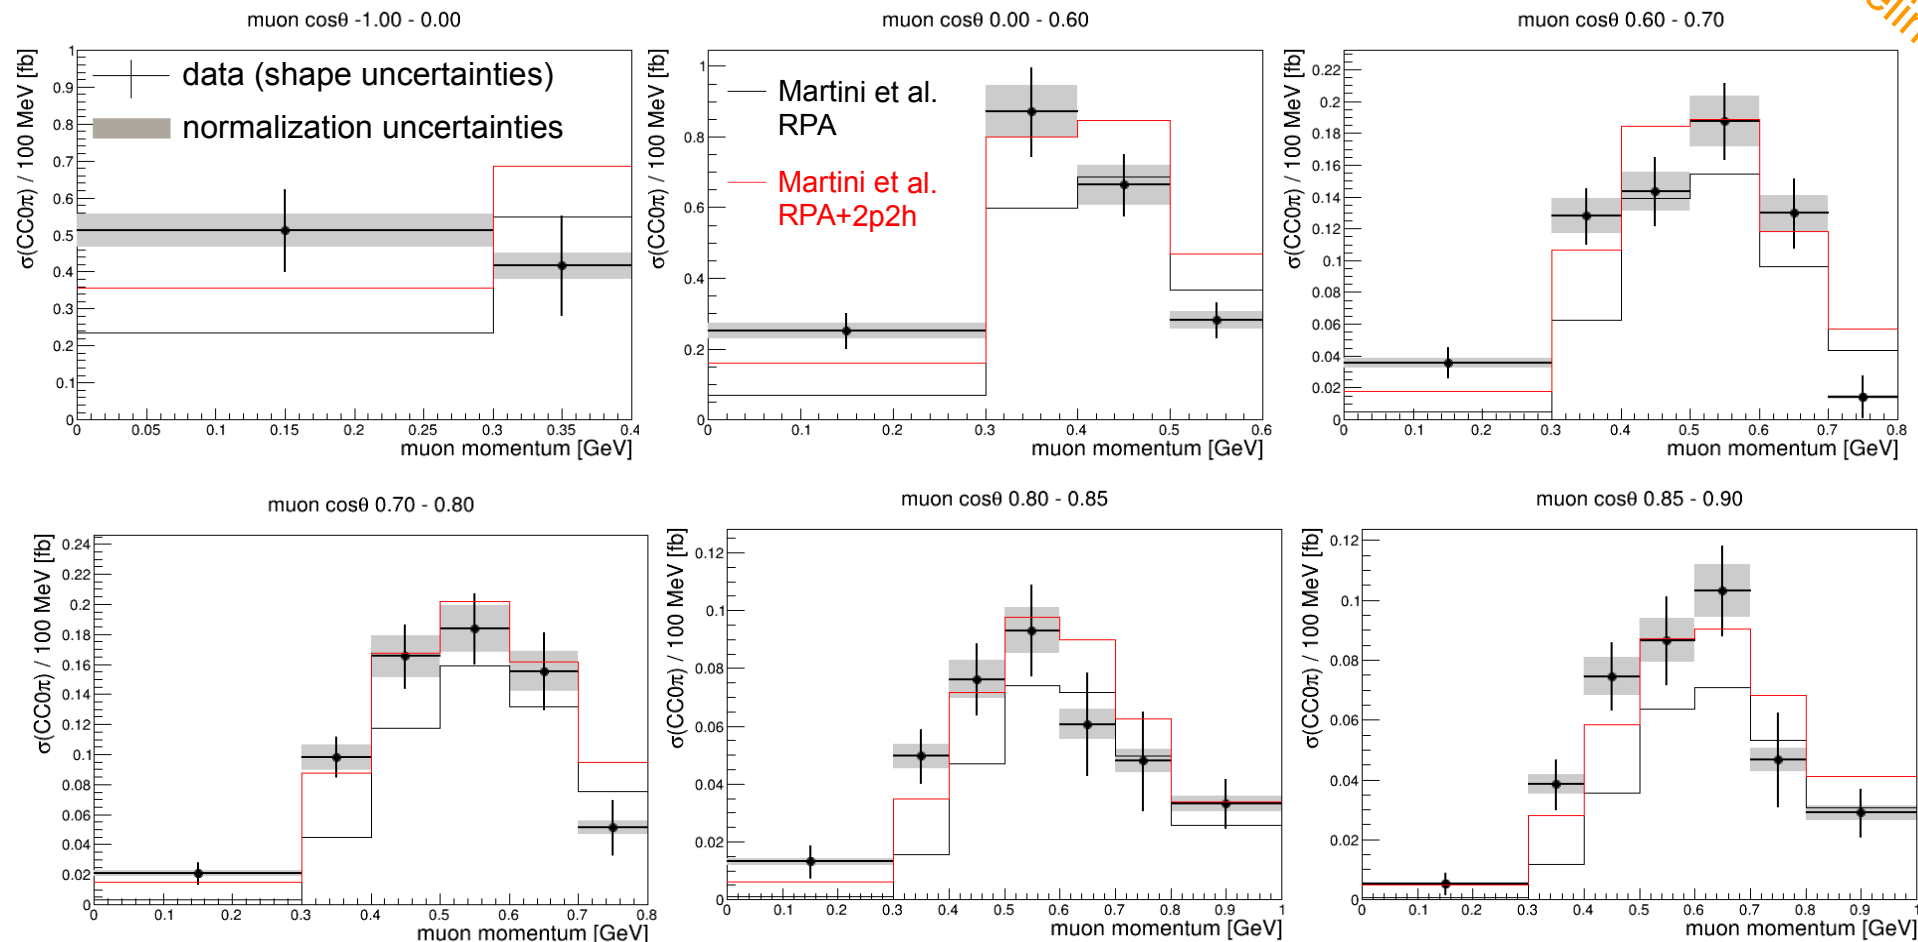 muon cosθ -1.00 - 0.00
σ(CC0π) / 100 MeV [fb]
1
0.9
0.8
0.7
0.6
0.5
0.4
0.3
0.2
0.1
0
data (shape uncertainties)
normalization uncertainties
0 0.05 0.1 0.15 0.2 0.25 0.3 0.35 0.4
muon momentum [GeV]
muon cosθ 0.00 - 0.60
σ(CC0π) / 100 MeV [fb]
1
0.8
0.6
0.4
0.2
0
Martini et al.
RPA
Martini et al.
RPA+2p2h
0 0.1 0.2 0.3 0.4 0.5 0.6
muon momentum [GeV]
muon cosθ 0.60 - 0.70
σ(CC0π) / 100 MeV [fb]
0.22
0.2
0.18
0.16
0.14
0.12
0.1
0.08
0.06
0.04
0.02
0
0 0.1 0.2 0.3 0.4 0.5 0.6 0.7 0.8
muon momentum [GeV]
muon cosθ 0.70 - 0.80
σ(CC0π) / 100 MeV [fb]
0.24
0.22
0.2
0.18
0.16
0.14
0.12
0.1
0.08
0.06
0.04
0.02
0
0 0.1 0.2 0.3 0.4 0.5 0.6 0.7 0.8
muon momentum [GeV]
muon cosθ 0.80 - 0.85
σ(CC0π) / 100 MeV [fb]
0.12
0.1
0.08
0.06
0.04
0.02
0
0 0.1 0.2 0.3 0.4 0.5 0.6 0.7 0.8 0.9 1
muon momentum [GeV]
muon cosθ 0.85 - 0.90
σ(CC0π) / 100 MeV [fb]
0.12
0.1
0.08
0.06
0.04
0.02
0
0 0.1 0.2 0.3 0.4 0.5 0.6 0.7 0.8 0.9 1
muon momentum [GeV]